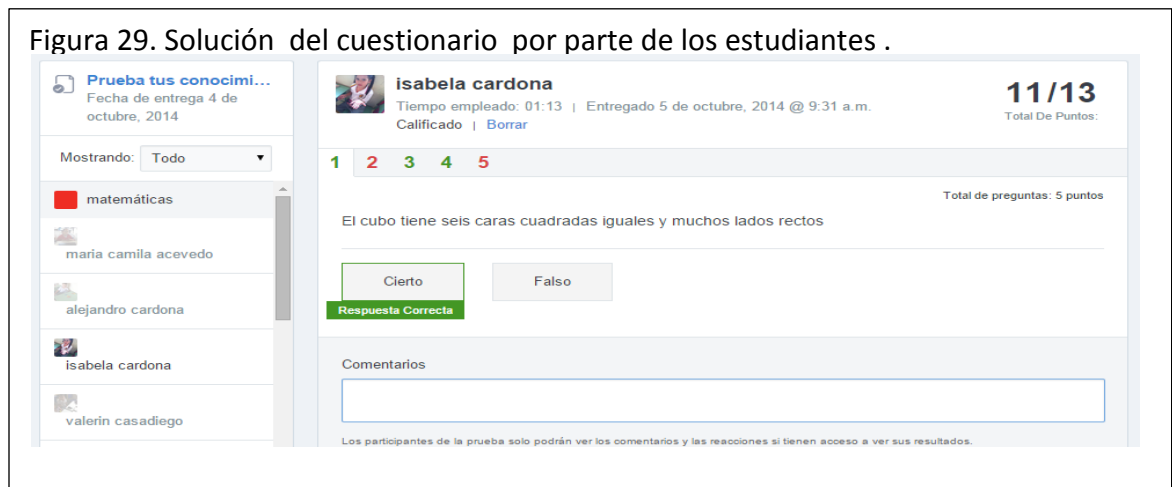 Figura 29. Solución del cuestionario por parte de los estudiantes .
Prueba tus conocimi...
Fecha de entrega 4 de
octubre, 2014
Mostrando: Todo
matemáticas
maria camila acevedo
alejandro cardona
isabela cardona
valerin casadiego
isabela cardona
Tiempo empleado: 01:13 | Entregado 5 de octubre, 2014 @ 9:31 a.m.
Calificado | Borrar
11/13
Total De Puntos:
1 2 3 4 5
Total de preguntas: 5 puntos
El cubo tiene seis caras cuadradas iguales y muchos lados rectos
Cierto Falso
Respuesta Correcta
Comentarios
Los participantes de la prueba solo podrán ver los comentarios y las reacciones si tienen acceso a ver sus resultados.